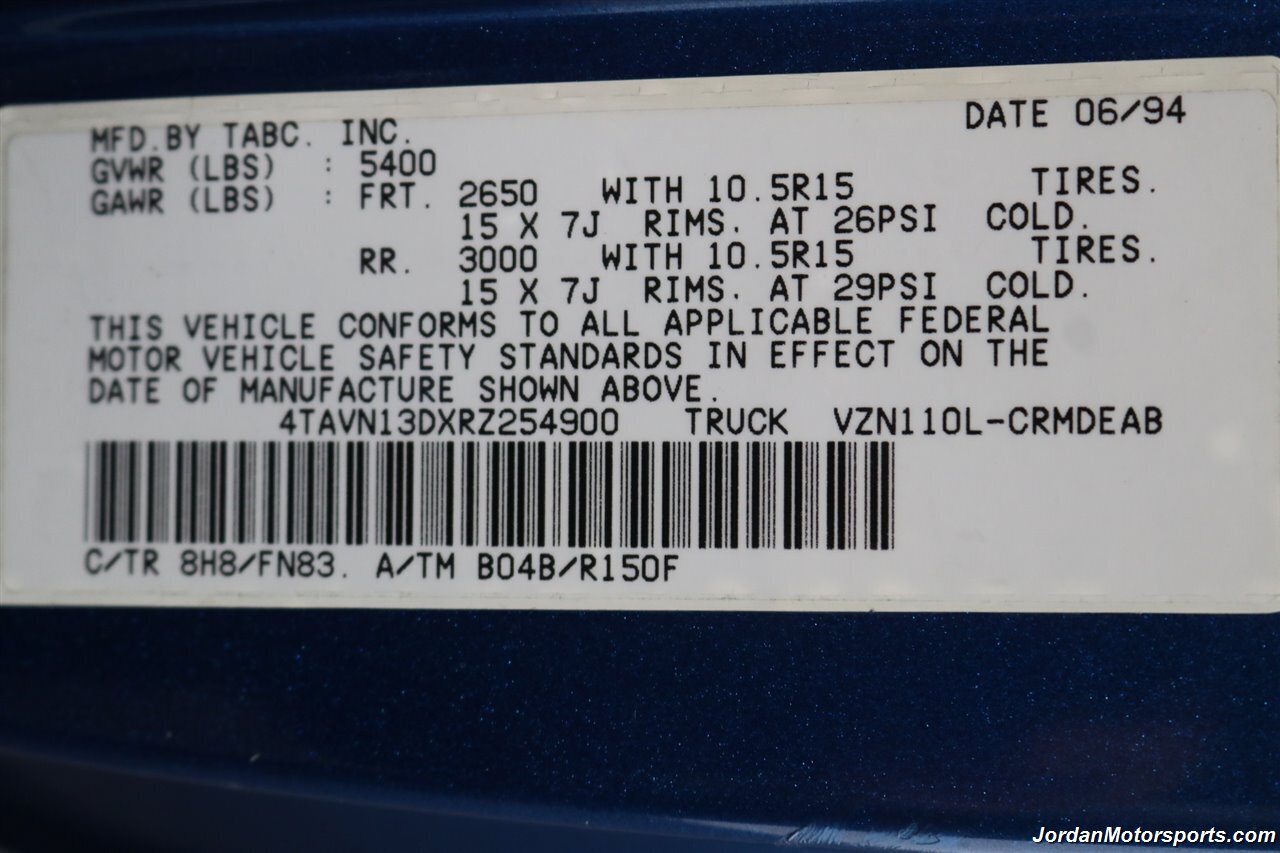 DATE 06/94
MFD.BY TABC. INC.
GVWR (LBS) : 5400
GAWR (LBS) : FRT. 2650 WITH 10.5R15 TIRES.
15 X 7J RIMS. AT 26PSI COLD.
RR. 3000 WITH 10.5R15 TIRES.
15 X 7J RIMS. AT 29PSI COLD.
THIS VEHICLE CONFORMS TO ALL APPLICABLE FEDERAL
MOTOR VEHICLE SAFETY STANDARDS IN EFFECT ON THE
DATE OF MANUFACTURE SHOWN ABOVE.
4TAVN13DXRZ254900 TRUCK VZN110L-CRMDEAB
C/TR 8H8/FN83. A/TM B04B/R150F
JordanMotorsports.com